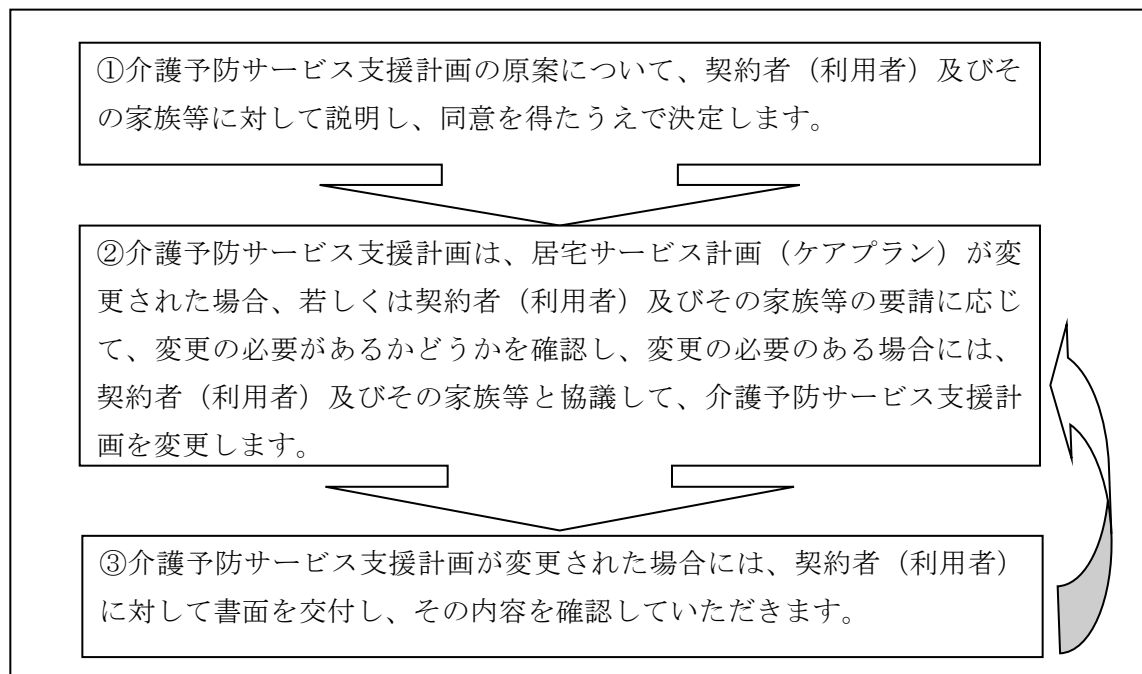 ①介護予防サービス支援計画の原案について、契約者（利用者）及びそ
の家族等に対して説明し、同意を得たうえで決定します。
②介護予防サービス支援計画は、居宅サービス計画（ケアプラン）が変
更された場合、若しくは契約者（利用者）及びその家族等の要請に応じ
て、変更の必要があるかどうかを確認し、変更の必要のある場合には、
契約者（利用者）及びその家族等と協議して、介護予防サービス支援計
画を変更します。
③介護予防サービス支援計画が変更された場合には、契約者（利用者）
に対して書面を交付し、その内容を確認していただきます。